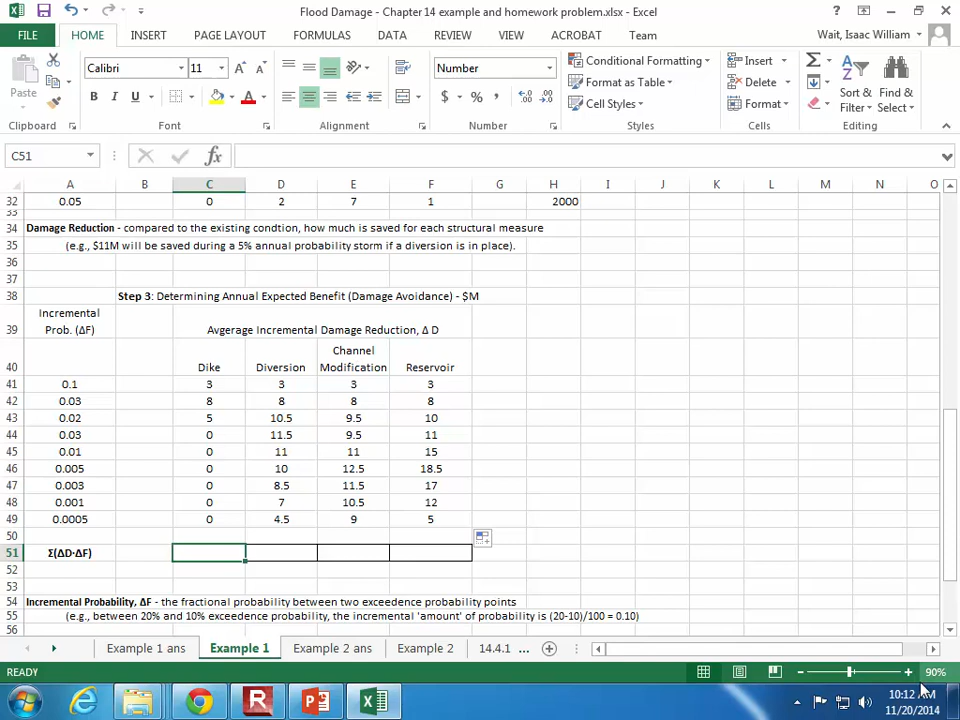 Flood Damage - Chapter 14 example and homework problem.xlsx - Excel
FILE HOME INSERT PAGE LAYOUT FORMULAS DATA REVIEW VIEW ACROBAT Team Wait, Isaac William
Paste Calibri 11 Number Conditional Formatting Insert
B I U A $ % , Format as Table Delete Sort & Find &
Cell Styles Format Filter Select
Clipboard Font Alignment Number Styles Cells Editing
C51 fx
A B C D E F G H I J K L M N O
32 0.05 0 2 7 1 2000
33
34 Damage Reduction - compared to the existing condtion, how much is saved for each structural measure
35 (e.g., $11M will be saved during a 5% annual probability storm if a diversion is in place).
36
37
38 Step 3: Determining Annual Expected Benefit (Damage Avoidance) - $M
Incremental
39 Prob. (ΔF) Avgerage Incremental Damage Reduction, Δ D
Channel
40 Dike Diversion Modification Reservoir
41 0.1 3 3 3 3
42 0.03 8 8 8 8
43 0.02 5 10.5 9.5 10
44 0.03 0 11.5 9.5 11
45 0.01 0 11 11 15
46 0.005 0 10 12.5 18.5
47 0.003 0 8.5 11.5 17
48 0.001 0 7 10.5 12
49 0.0005 0 4.5 9 5
50
51 Σ(ΔD·ΔF)
52
53
54 Incremental Probability, ΔF - the fractional probability between two exceedence probability points
55 (e.g., between 20% and 10% exceedence probability, the incremental 'amount' of probability is (20-10)/100 = 0.10)
56
Example 1 ans Example 1 Example 2 ans Example 2 14.4.1 ...
READY 90%
10:12 AM
11/20/2014